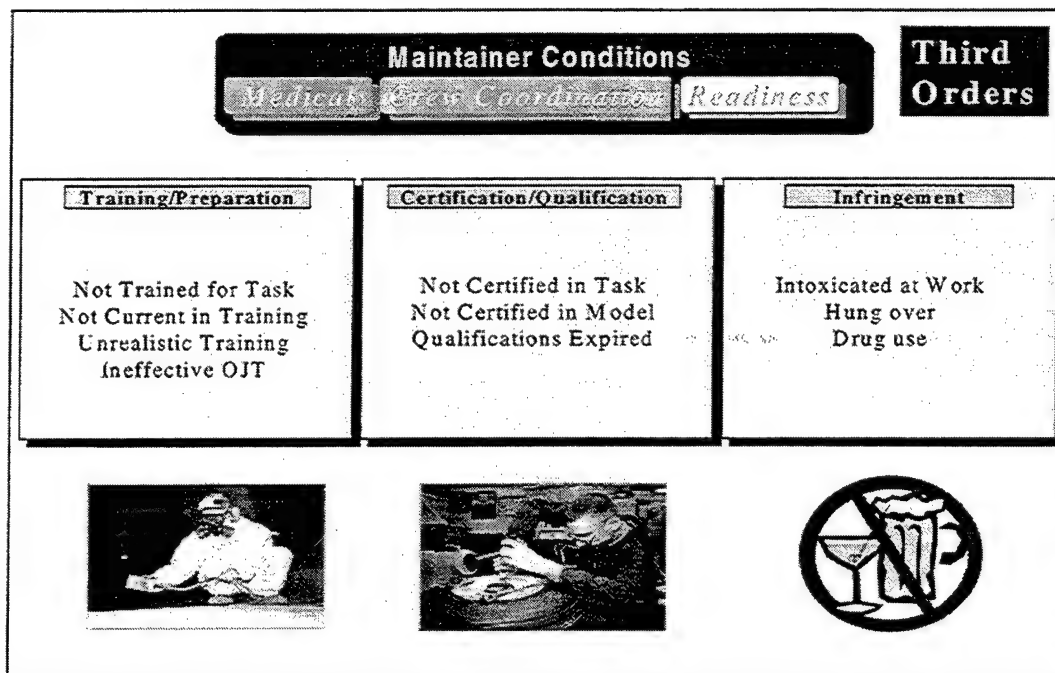 Maintainer Conditions
Medical Crew Coordination Readiness
Third
Orders
Training/Preparation
Not Trained for Task
Not Current in Training
Unrealistic Training
Ineffective OJT
Certification/Qualification
Not Certified in Task
Not Certified in Model
Qualifications Expired
Infringement
Intoxicated at Work
Hung over
Drug use